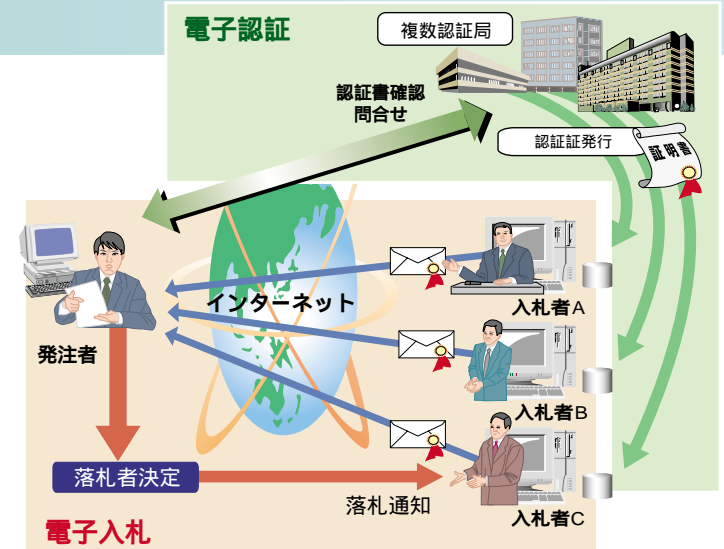 電子認証
複数認証局
認証書確認
問合せ
認証証発行
証明書
インターネット
発注者
入札者A
入札者B
入札者C
落札者決定
落札通知
電子入札